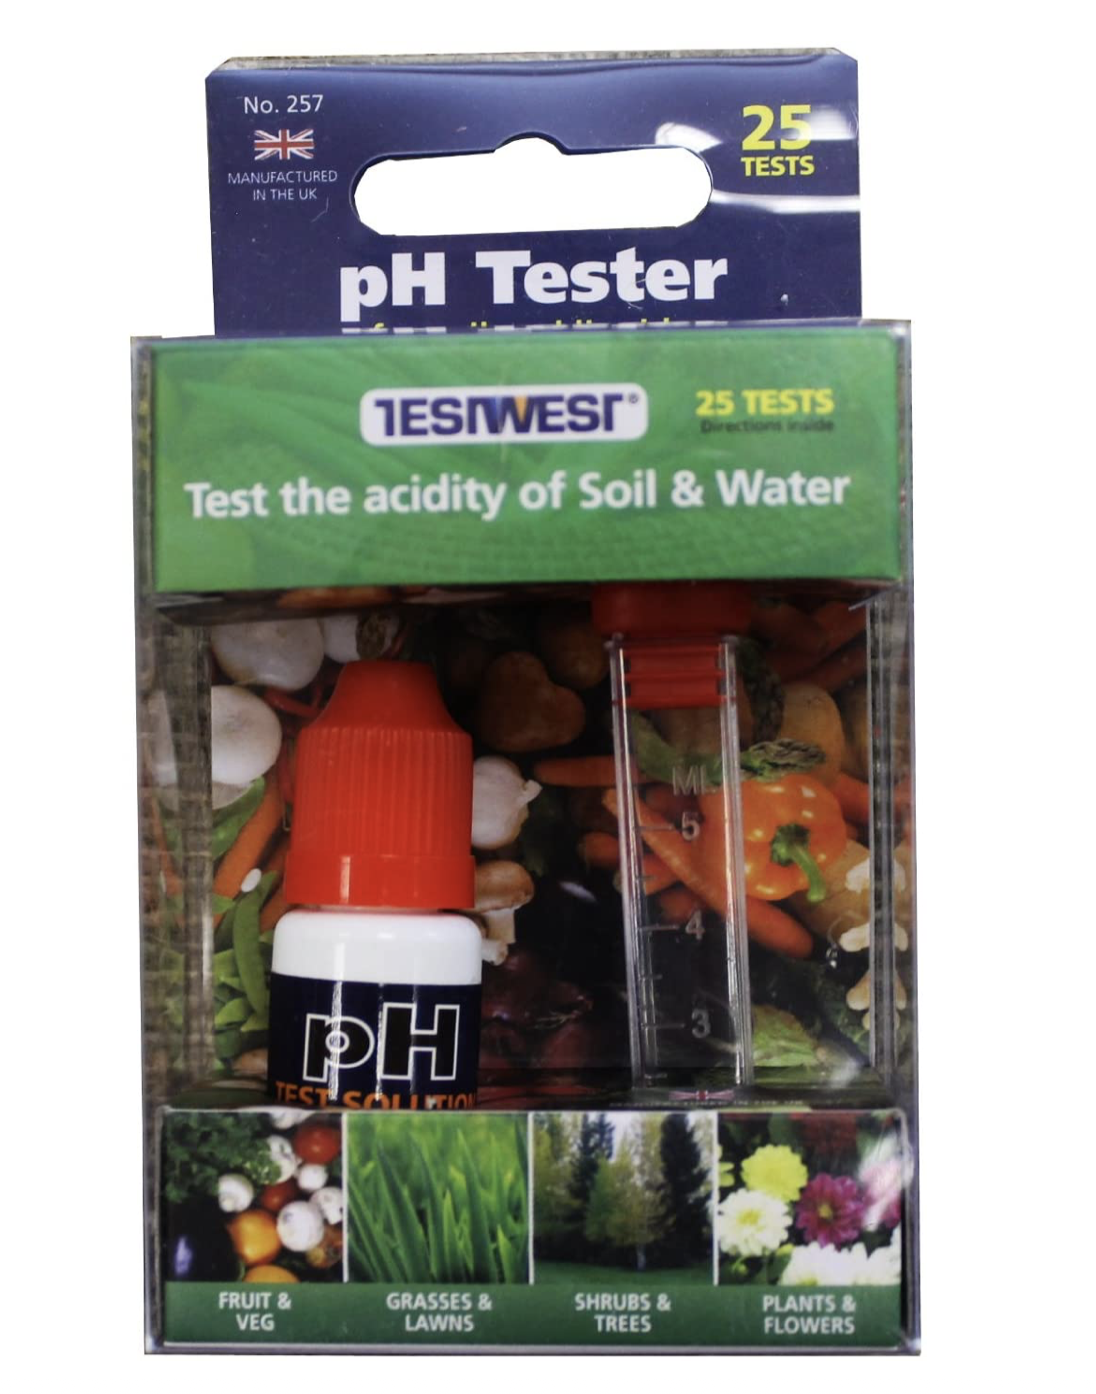 No. 257
MANUFACTURED
IN THE UK
25
TESTS
pH Tester
TESTWEST®
25 TESTS
Directions inside
Test the acidity of Soil & Water
ML
5
4
3
pH
TEST SOLUTION
FRUIT &
VEG
GRASSES &
LAWNS
SHRUBS &
TREES
PLANTS &
FLOWERS